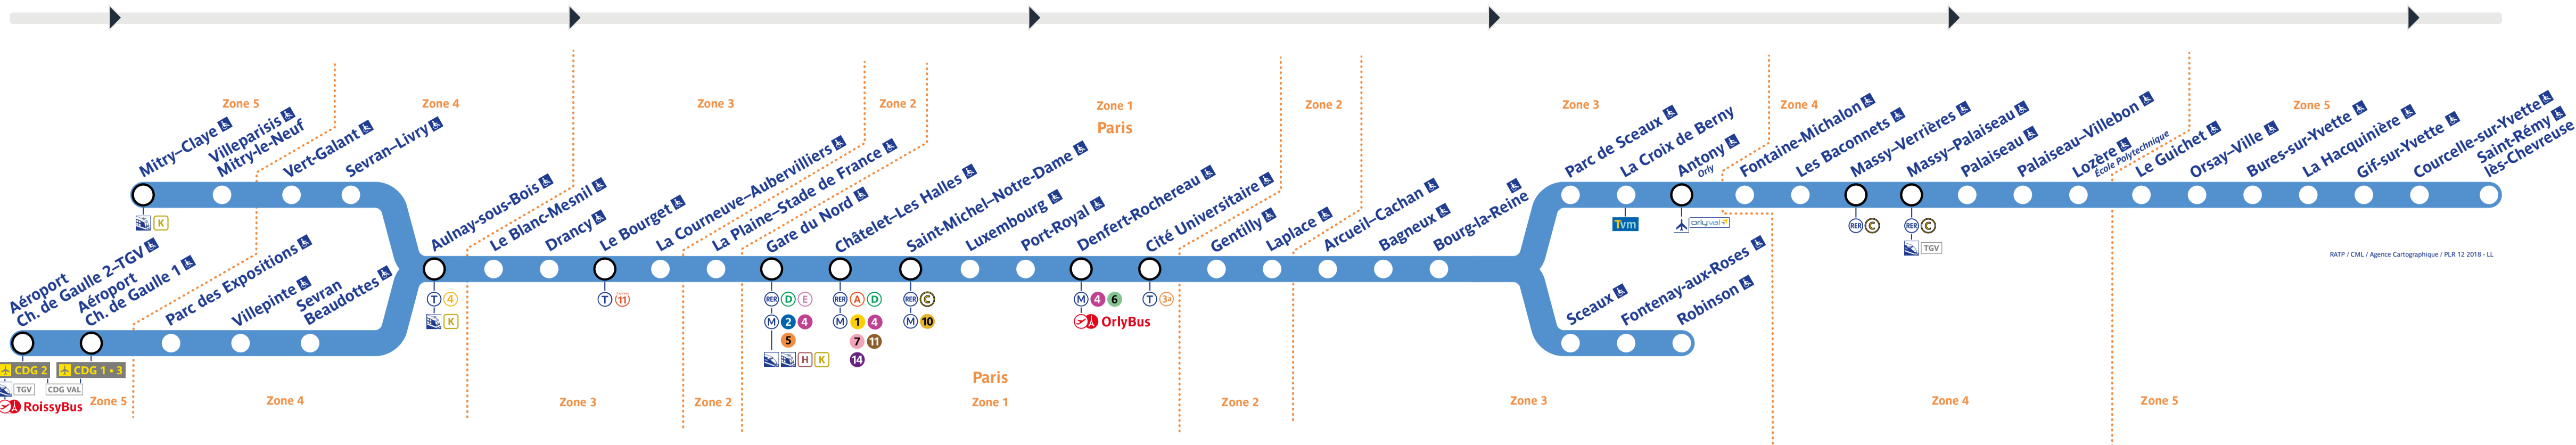 Zone 5
Zone 4
Zone 3
Zone 2
Zone 1
Paris
Zone 2
Zone 3
Zone 4
Zone 5
Mitry–Claye
Villeparisis
Mitry-le-Neuf
Vert-Galant
Sevran–Livry
K
Aéroport
Ch. de Gaulle 2–TGV
Aéroport
Ch. de Gaulle 1
Parc des Expositions
Villepinte
Sevran
Beaudottes
CDG 2
CDG 1 • 3
TGV
CDG VAL
RoissyBus
Aulnay-sous-Bois
T 4
K
Le Blanc-Mesnil
Drancy
Le Bourget
T 11
La Courneuve–Aubervilliers
La Plaine–Stade de France
Gare du Nord
RER D E
M 2 4
5
H K
Châtelet–Les Halles
RER A D
M 1 4
7 11
14
Saint-Michel–Notre-Dame
RER C
M 10
Luxembourg
Port-Royal
Denfert-Rochereau
M 4 6
OrlyBus
Cité Universitaire
T 3a
Gentilly
Laplace
Arcueil–Cachan
Bagneux
Bourg-la-Reine
Parc de Sceaux
La Croix de Berny
Tvm
Antony
Orly
orlyval
Fontaine-Michalon
Les Baconnets
Massy–Verrières
RER C
Massy–Palaiseau
RER C
TGV
Palaiseau
Palaiseau–Villebon
Lozère
École Polytechnique
Le Guichet
Orsay–Ville
Bures-sur-Yvette
La Hacquinière
Gif-sur-Yvette
Courcelle-sur-Yvette
Saint-Rémy
lès-Chevreuse
Sceaux
Fontenay-aux-Roses
Robinson
RATP / CML / Agence Cartographique / PLR 12 2018 - LL
Zone 5
Zone 4
Zone 3
Zone 2
Paris
Zone 1
Zone 2
Zone 3
Zone 4
Zone 5